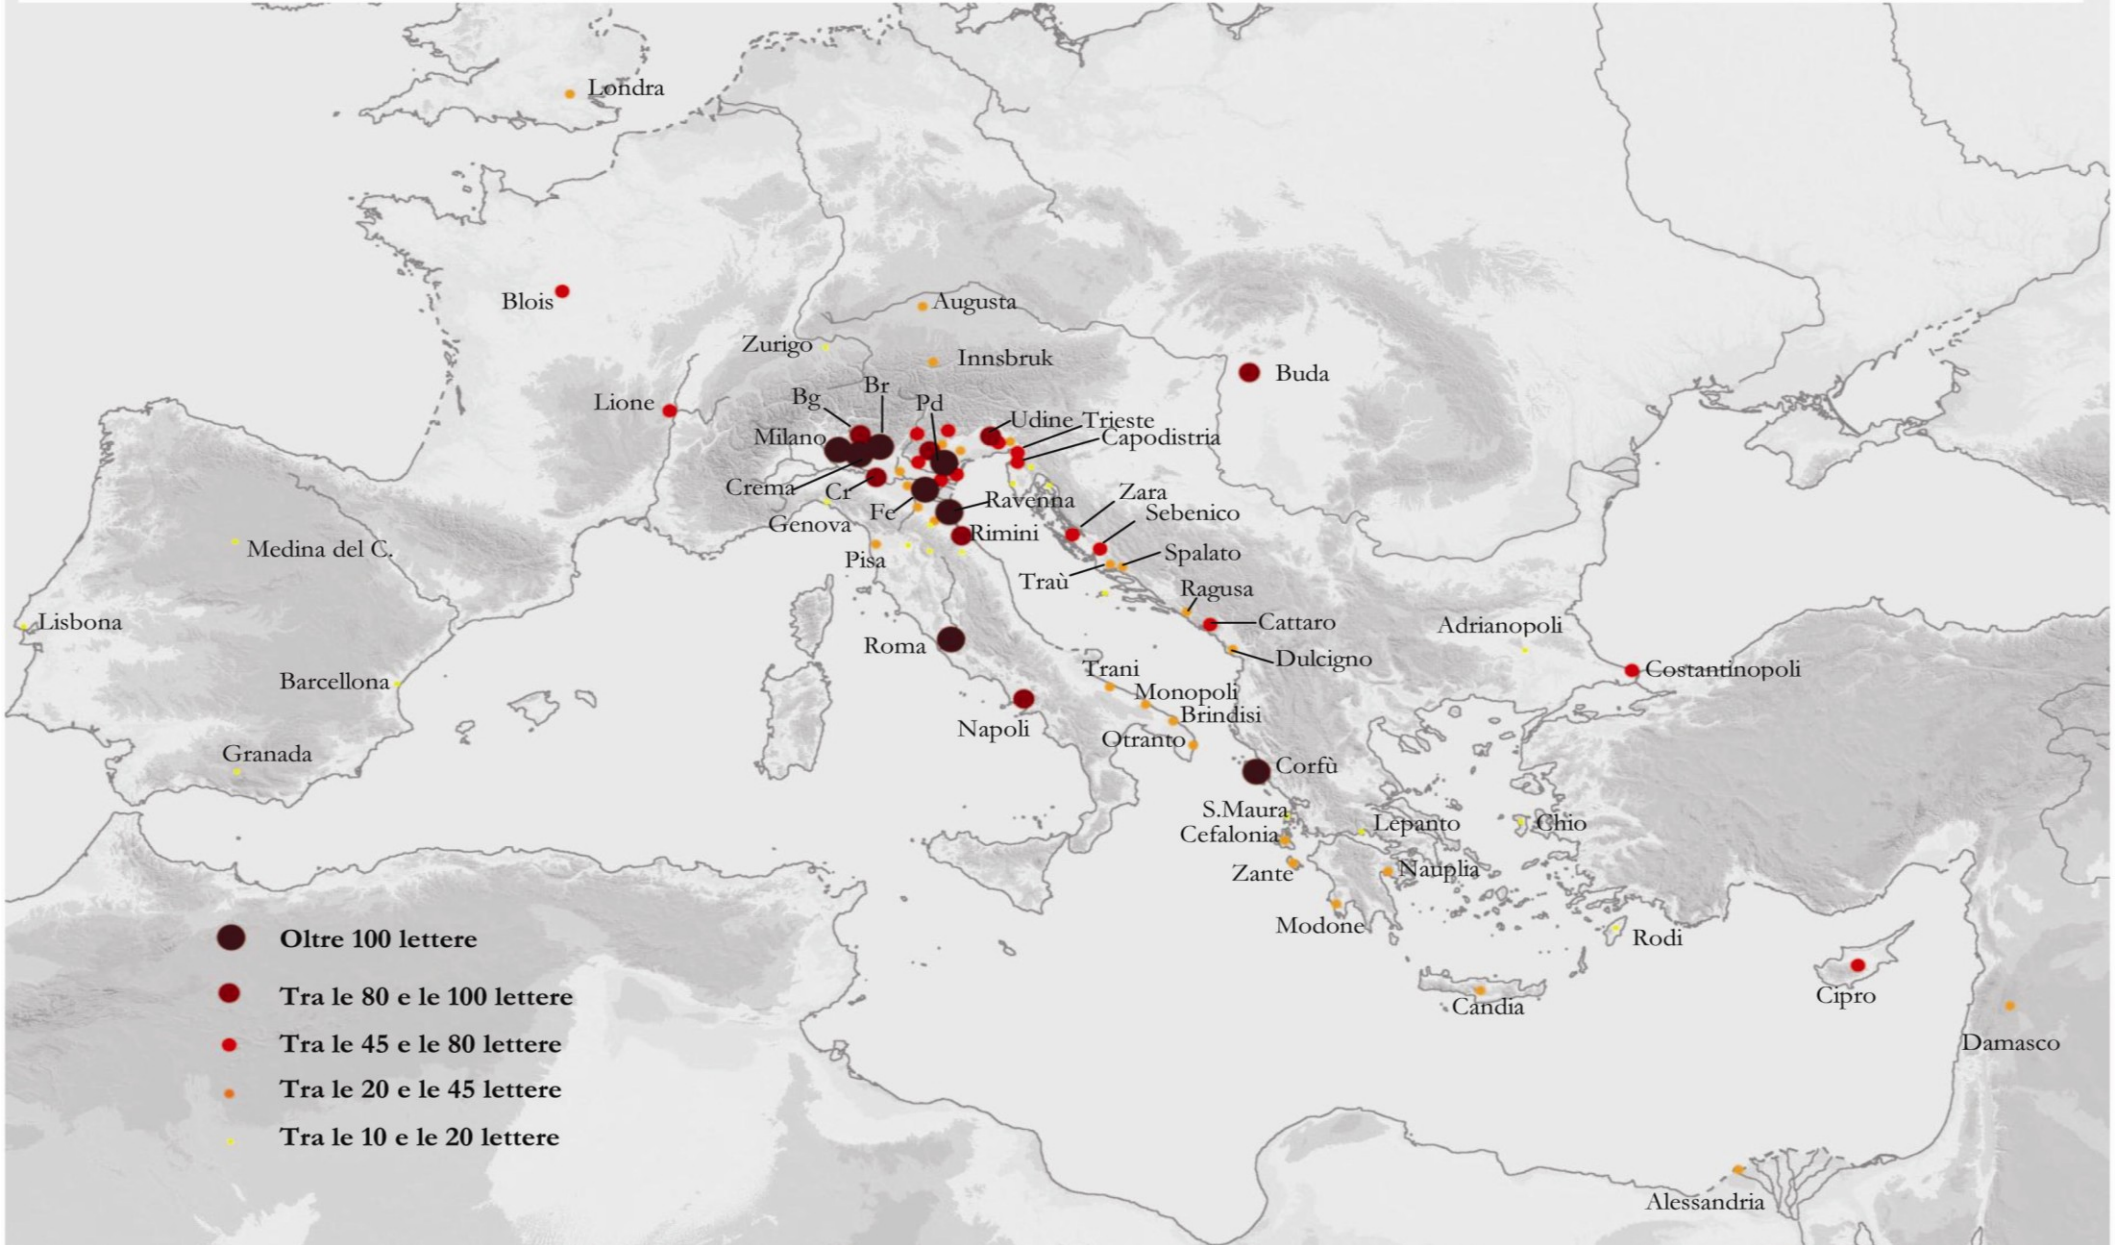 Londra
Blois
Augusta
Zurigo
Innsbruk
Buda
Br
Bg
Pd
Lione
Udine Trieste
Milano
Capodistria
Crema
Cr
Zara
Ravenna
Fe
Sebenico
Genova
Rimini
Medina del C.
Spalato
Pisa
Traù
Ragusa
Lisbona
Cattaro
Adrianopoli
Roma
Dulcigno
Trani
Costantinopoli
Barcellona
Monopoli
Brindisi
Napoli
Otranto
Granada
Corfù
S.Maura
Lepanto
Chio
Cefalonia
Zante
Nauplia
Modone
Rodi
Oltre 100 lettere
Tra le 80 e le 100 lettere
Cipro
Candia
Tra le 45 e le 80 lettere
Damasco
Tra le 20 e le 45 lettere
Tra le 10 e le 20 lettere
Alessandria